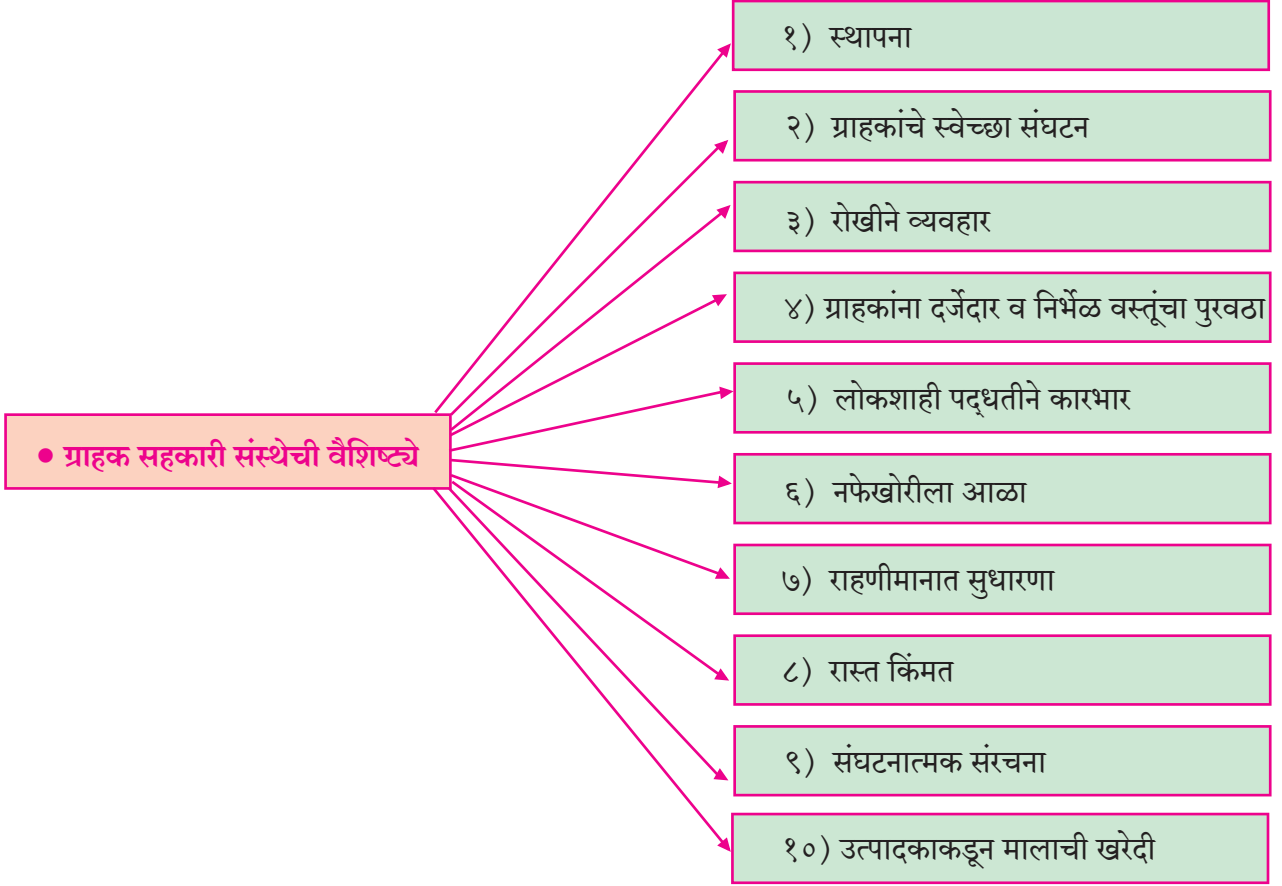 १) स्थापना
२) ग्राहकांचे स्वेच्छा संघटन
३) रोखीने व्यवहार
४) ग्राहकांना दर्जेदार व निर्भेळ वस्तूंचा पुरवठा
५) लोकशाही पद्धतीने कारभार
● ग्राहक सहकारी संस्थेची वैशिष्ट्ये
६) नफेखोरीला आळा
७) राहणीमानात सुधारणा
८) रास्त किंमत
९) संघटनात्मक संरचना
१०) उत्पादकाकडून मालाची खरेदी